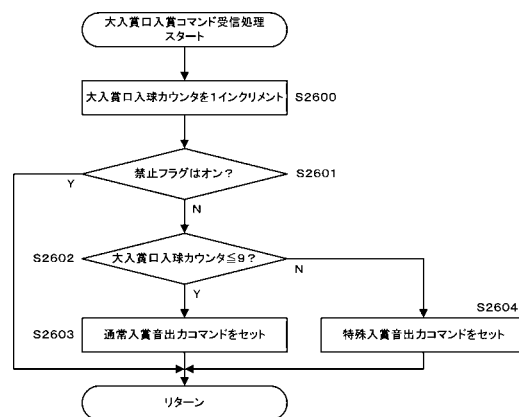 大入賞口入賞コマンド受信処理
スタート
大入賞口入球カウンタを1インクリメント
S2600
禁止フラグはオン？
S2601
Y
N
S2602
大入賞口入球カウンタ≦9？
N
Y
S2604
S2603
通常入賞音出力コマンドをセット
特殊入賞音出力コマンドをセット
リターン